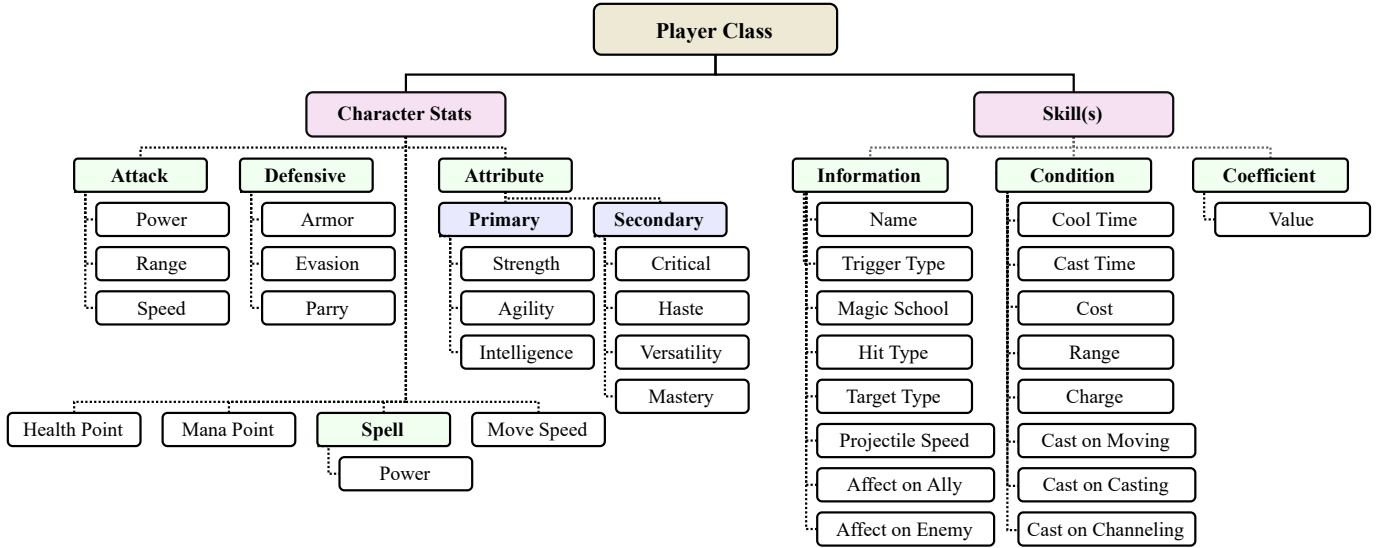 Player Class
Character Stats
Skill(s)
Attack
Power
Range
Speed
Defensive
Armor
Evasion
Parry
Attribute
Primary
Strength
Agility
Intelligence
Secondary
Critical
Haste
Versatility
Mastery
Health Point
Mana Point
Spell
Power
Move Speed
Information
Name
Trigger Type
Magic School
Hit Type
Target Type
Projectile Speed
Affect on Ally
Affect on Enemy
Condition
Cool Time
Cast Time
Cost
Range
Charge
Cast on Moving
Cast on Casting
Cast on Channeling
Coefficient
Value